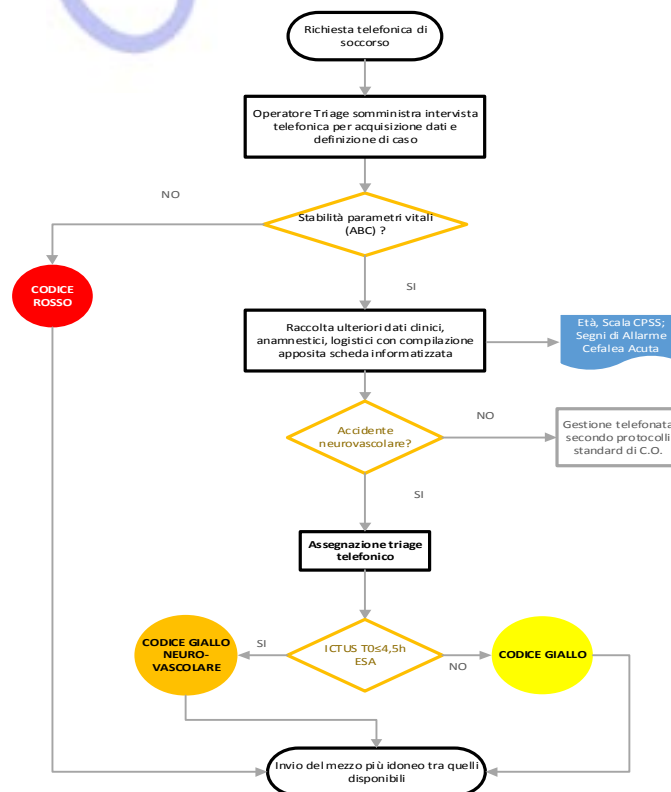 Richiesta telefonica di
soccorso
Operatore Triage somministra intervista
telefonica per acquisizione dati e
definizione di caso
NO
Stabilità parametri vitali
(ABC) ?
CODICE
ROSSO
SI
Raccolta ulteriori dati clinici,
anamnestici, logistici con compilazione
apposita scheda informatizzata
Età, Scala CPSS;
Segni di Allarme
Cefalea Acuta
Accidente
neurovascolare?
NO
Gestione telefonata
secondo protocolli
standard di C.O.
SI
Assegnazione triage
telefonico
CODICE GIALLO
NEURO-
VASCOLARE
SI
ICTUS T0≤4,5h
ESA
NO
CODICE GIALLO
Invio del mezzo più idoneo tra quelli
disponibili